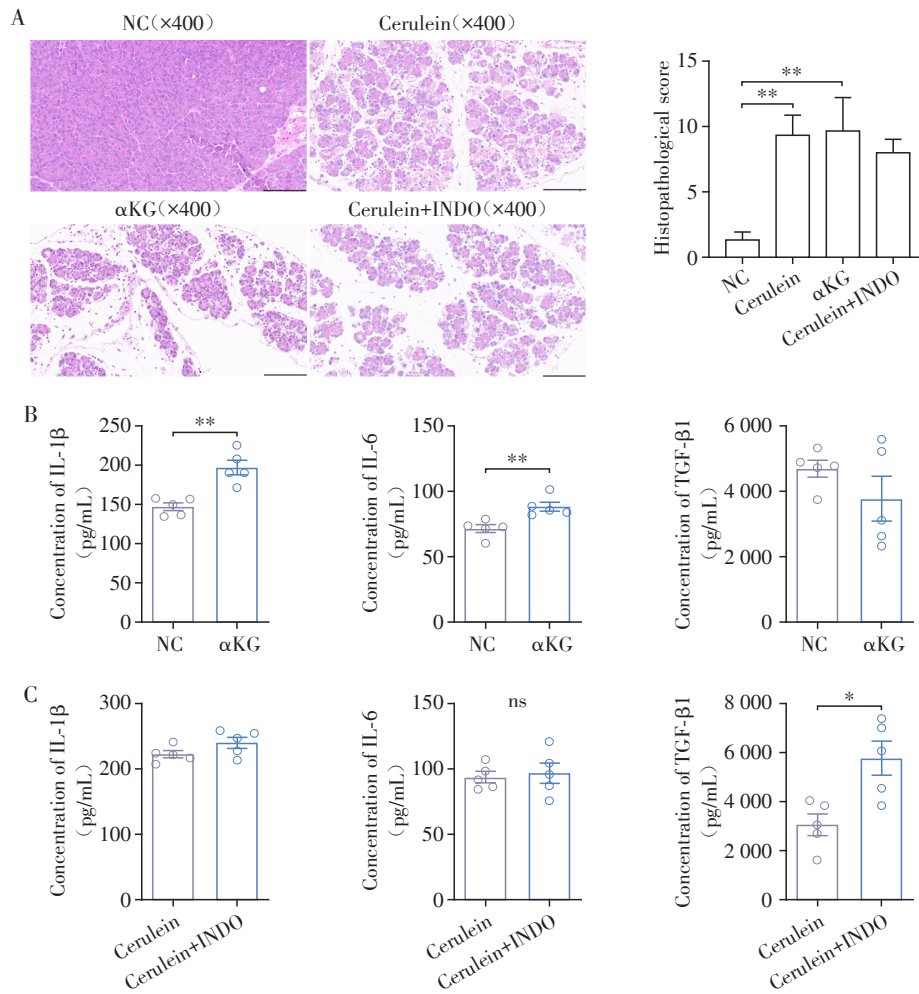 A
NC（×400）
Cerulein（×400）
αKG（×400）
Cerulein+INDO（×400）
Histopathological score
15
10
5
0
**
**
NC
Cerulein
αKG
Cerulein+INDO
B
Concentration of IL-1β
（pg/mL）
250
200
150
100
50
0
**
NC
αKG
Concentration of IL-6
（pg/mL）
150
100
50
0
**
NC
αKG
Concentration of TGF-β1
（pg/mL）
6 000
4 000
2 000
0
NC
αKG
C
Concentration of IL-1β
（pg/mL）
300
200
100
0
Cerulein
Cerulein+INDO
Concentration of IL-6
（pg/mL）
150
100
50
0
ns
Cerulein
Cerulein+INDO
Concentration of TGF-β1
（pg/mL）
8 000
6 000
4 000
2 000
0
*
Cerulein
Cerulein+INDO